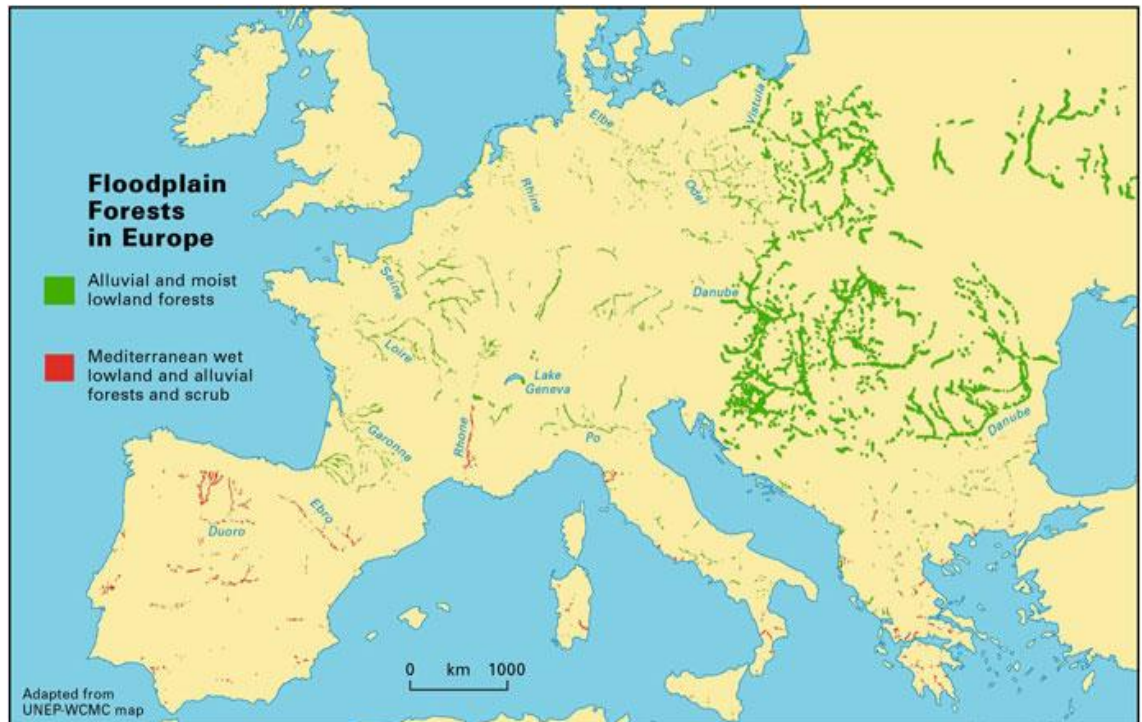 Floodplain
Forests
in Europe
Alluvial and moist
lowland forests
Mediterranean wet
lowland and alluvial
forests and scrub
Elbe
Vistula
Rhine
Oder
Seine
Danube
Loire
Lake
Geneva
Rhone
Po
Garonne
Danube
Ebro
Duoro
0 km 1000
Adapted from
UNEP-WCMC map